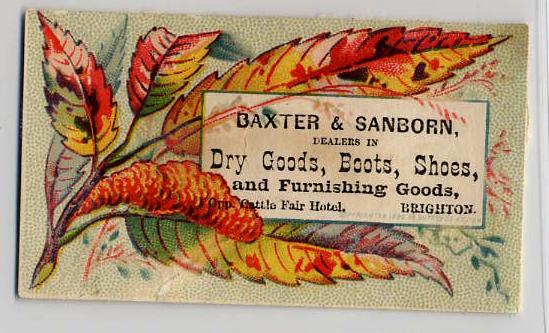 BAXTER & SANBORN,
DEALERS IN
Dry Goods, Boots, Shoes,
and Furnishing Goods,
Opp. Cattle Fair Hotel. BRIGHTON.